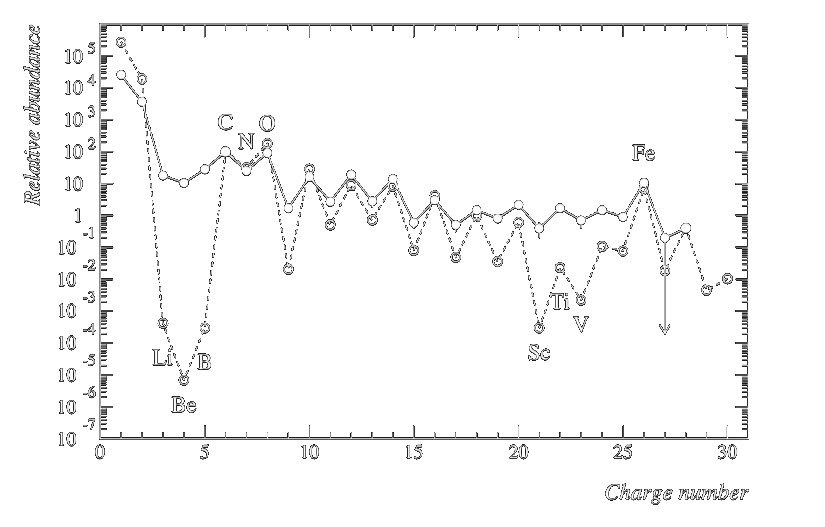 Relative abundance
10 5
10 4
10 3
10 2
10
1
10 -1
10 -2
10 -3
10 -4
10 -5
10 -6
10 -7
C
N
O
Fe
Li
Be
B
Sc
Ti
V
0 5 10 15 20 25 30
Charge number